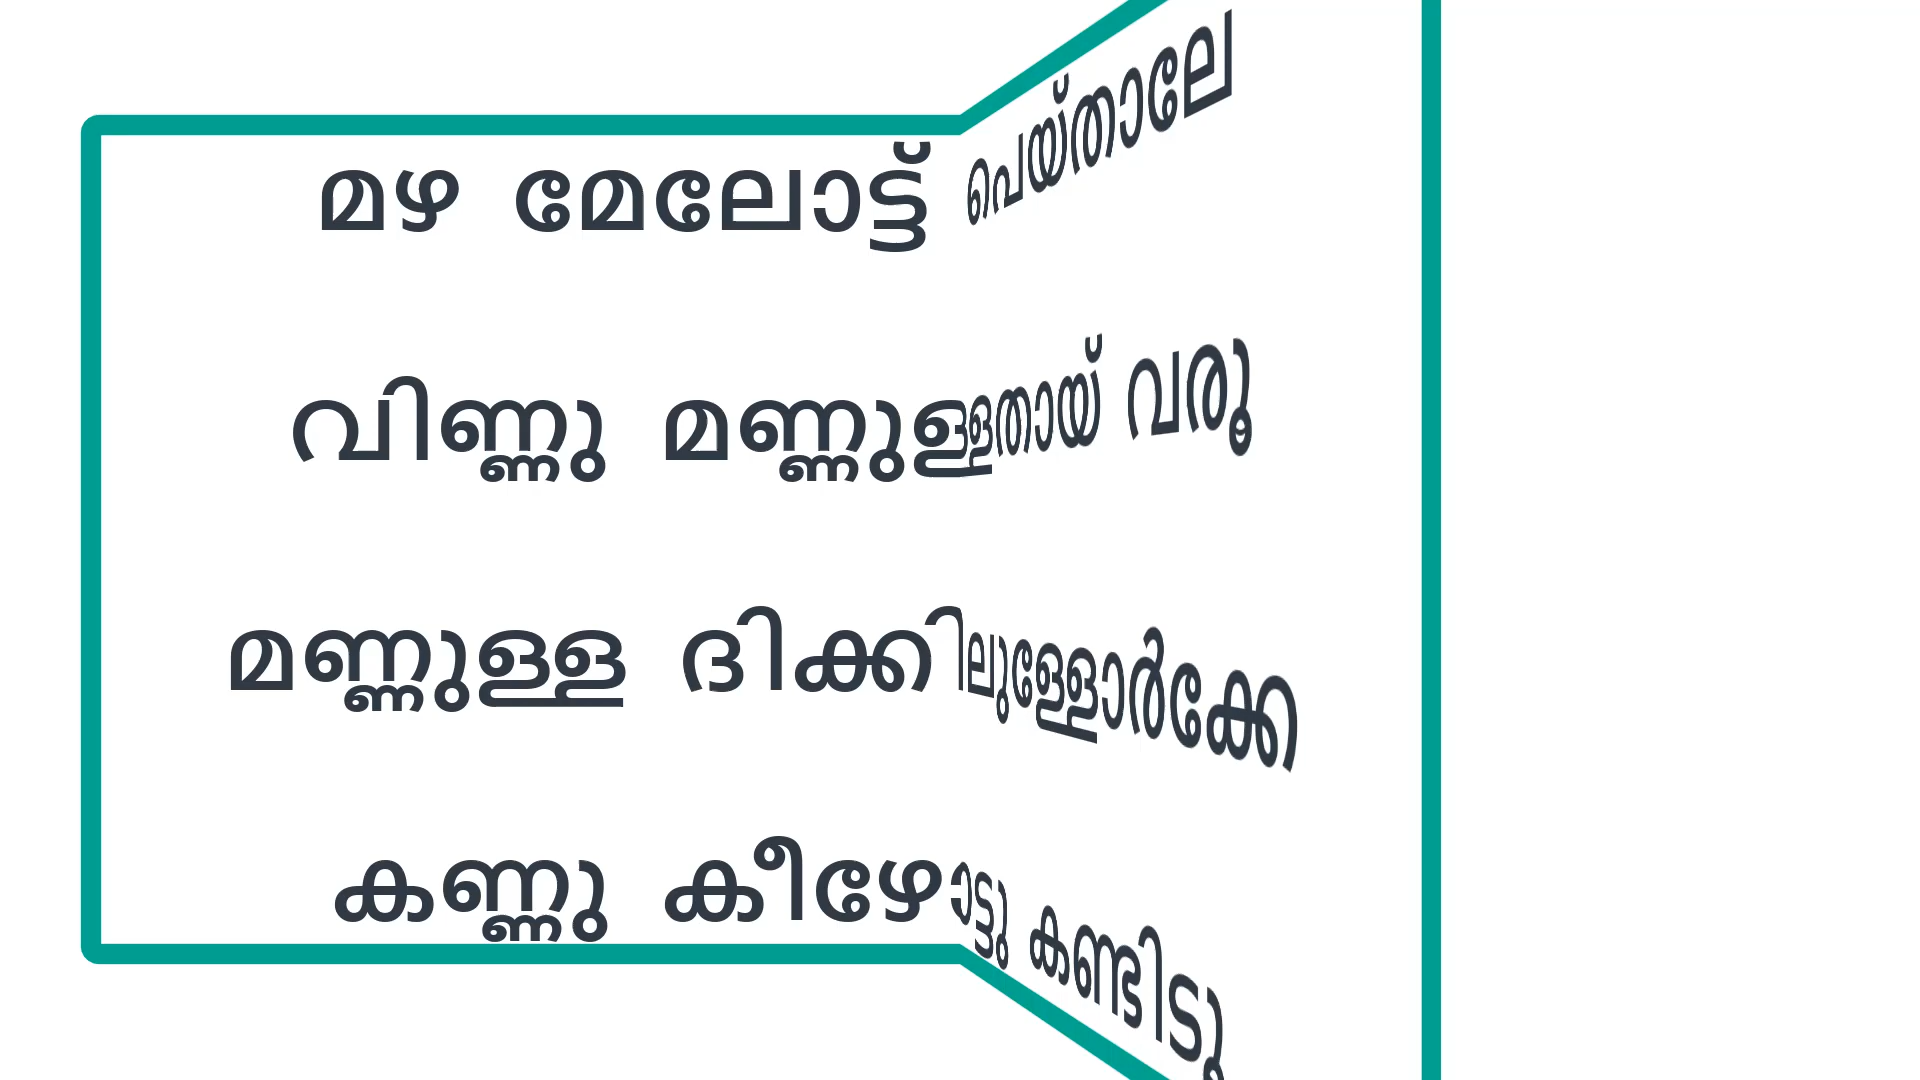 മഴ മേലോട്ട് പെയ്താലേ
വിണ്ണു മണ്ണുള്ളതായ് വരൂ
മണ്ണുള്ള ദിക്കിലുള്ളോർക്കേ
കണ്ണു കീഴോട്ടു കണ്ടിടൂ